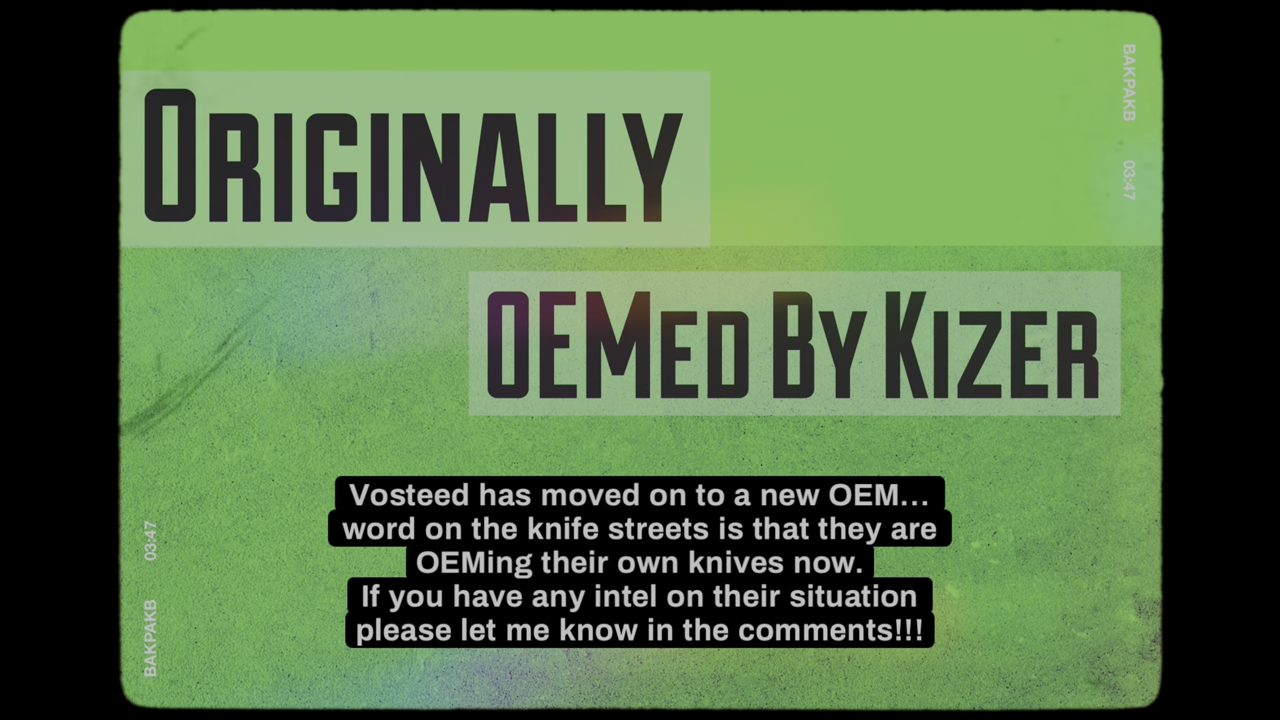 BAKPAKB 03:47
Originally
OEMed By Kizer
Vosteed has moved on to a new OEM...
word on the knife streets is that they are
OEMing their own knives now.
If you have any intel on their situation
please let me know in the comments!!!
BAKPAKB 03:47